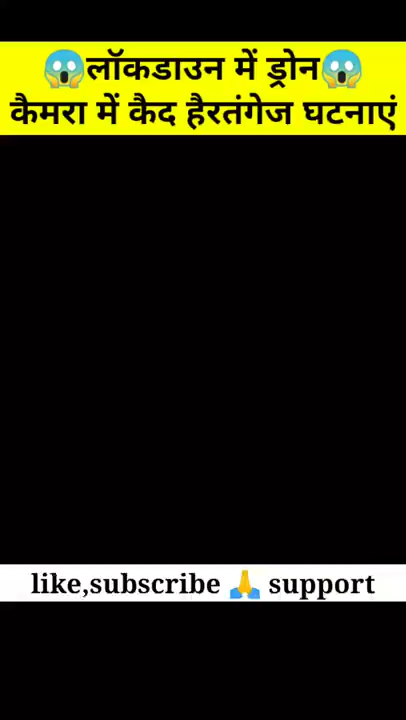 😱लॉकडाउन में ड्रोन😱
कैमरा में कैद हैरतंगेज घटनाएं
like,subscribe 🙏 support